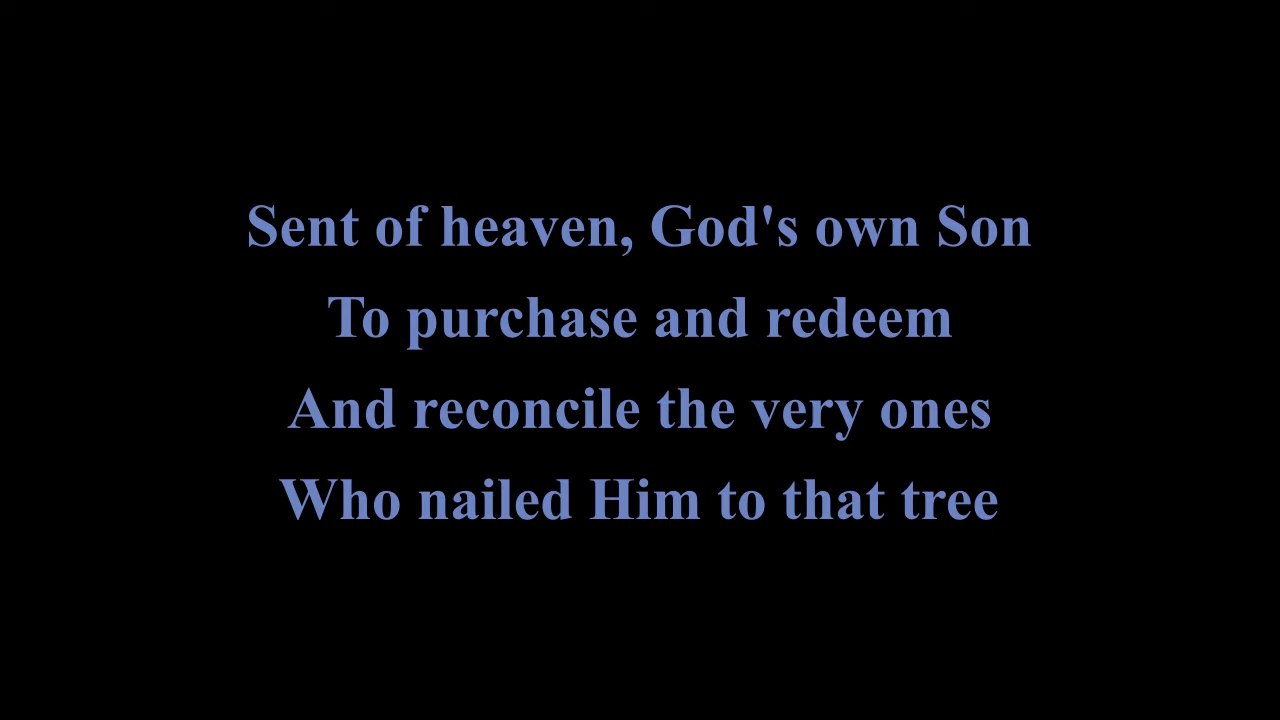 Sent of heaven, God's own Son
To purchase and redeem
And reconcile the very ones
Who nailed Him to that tree